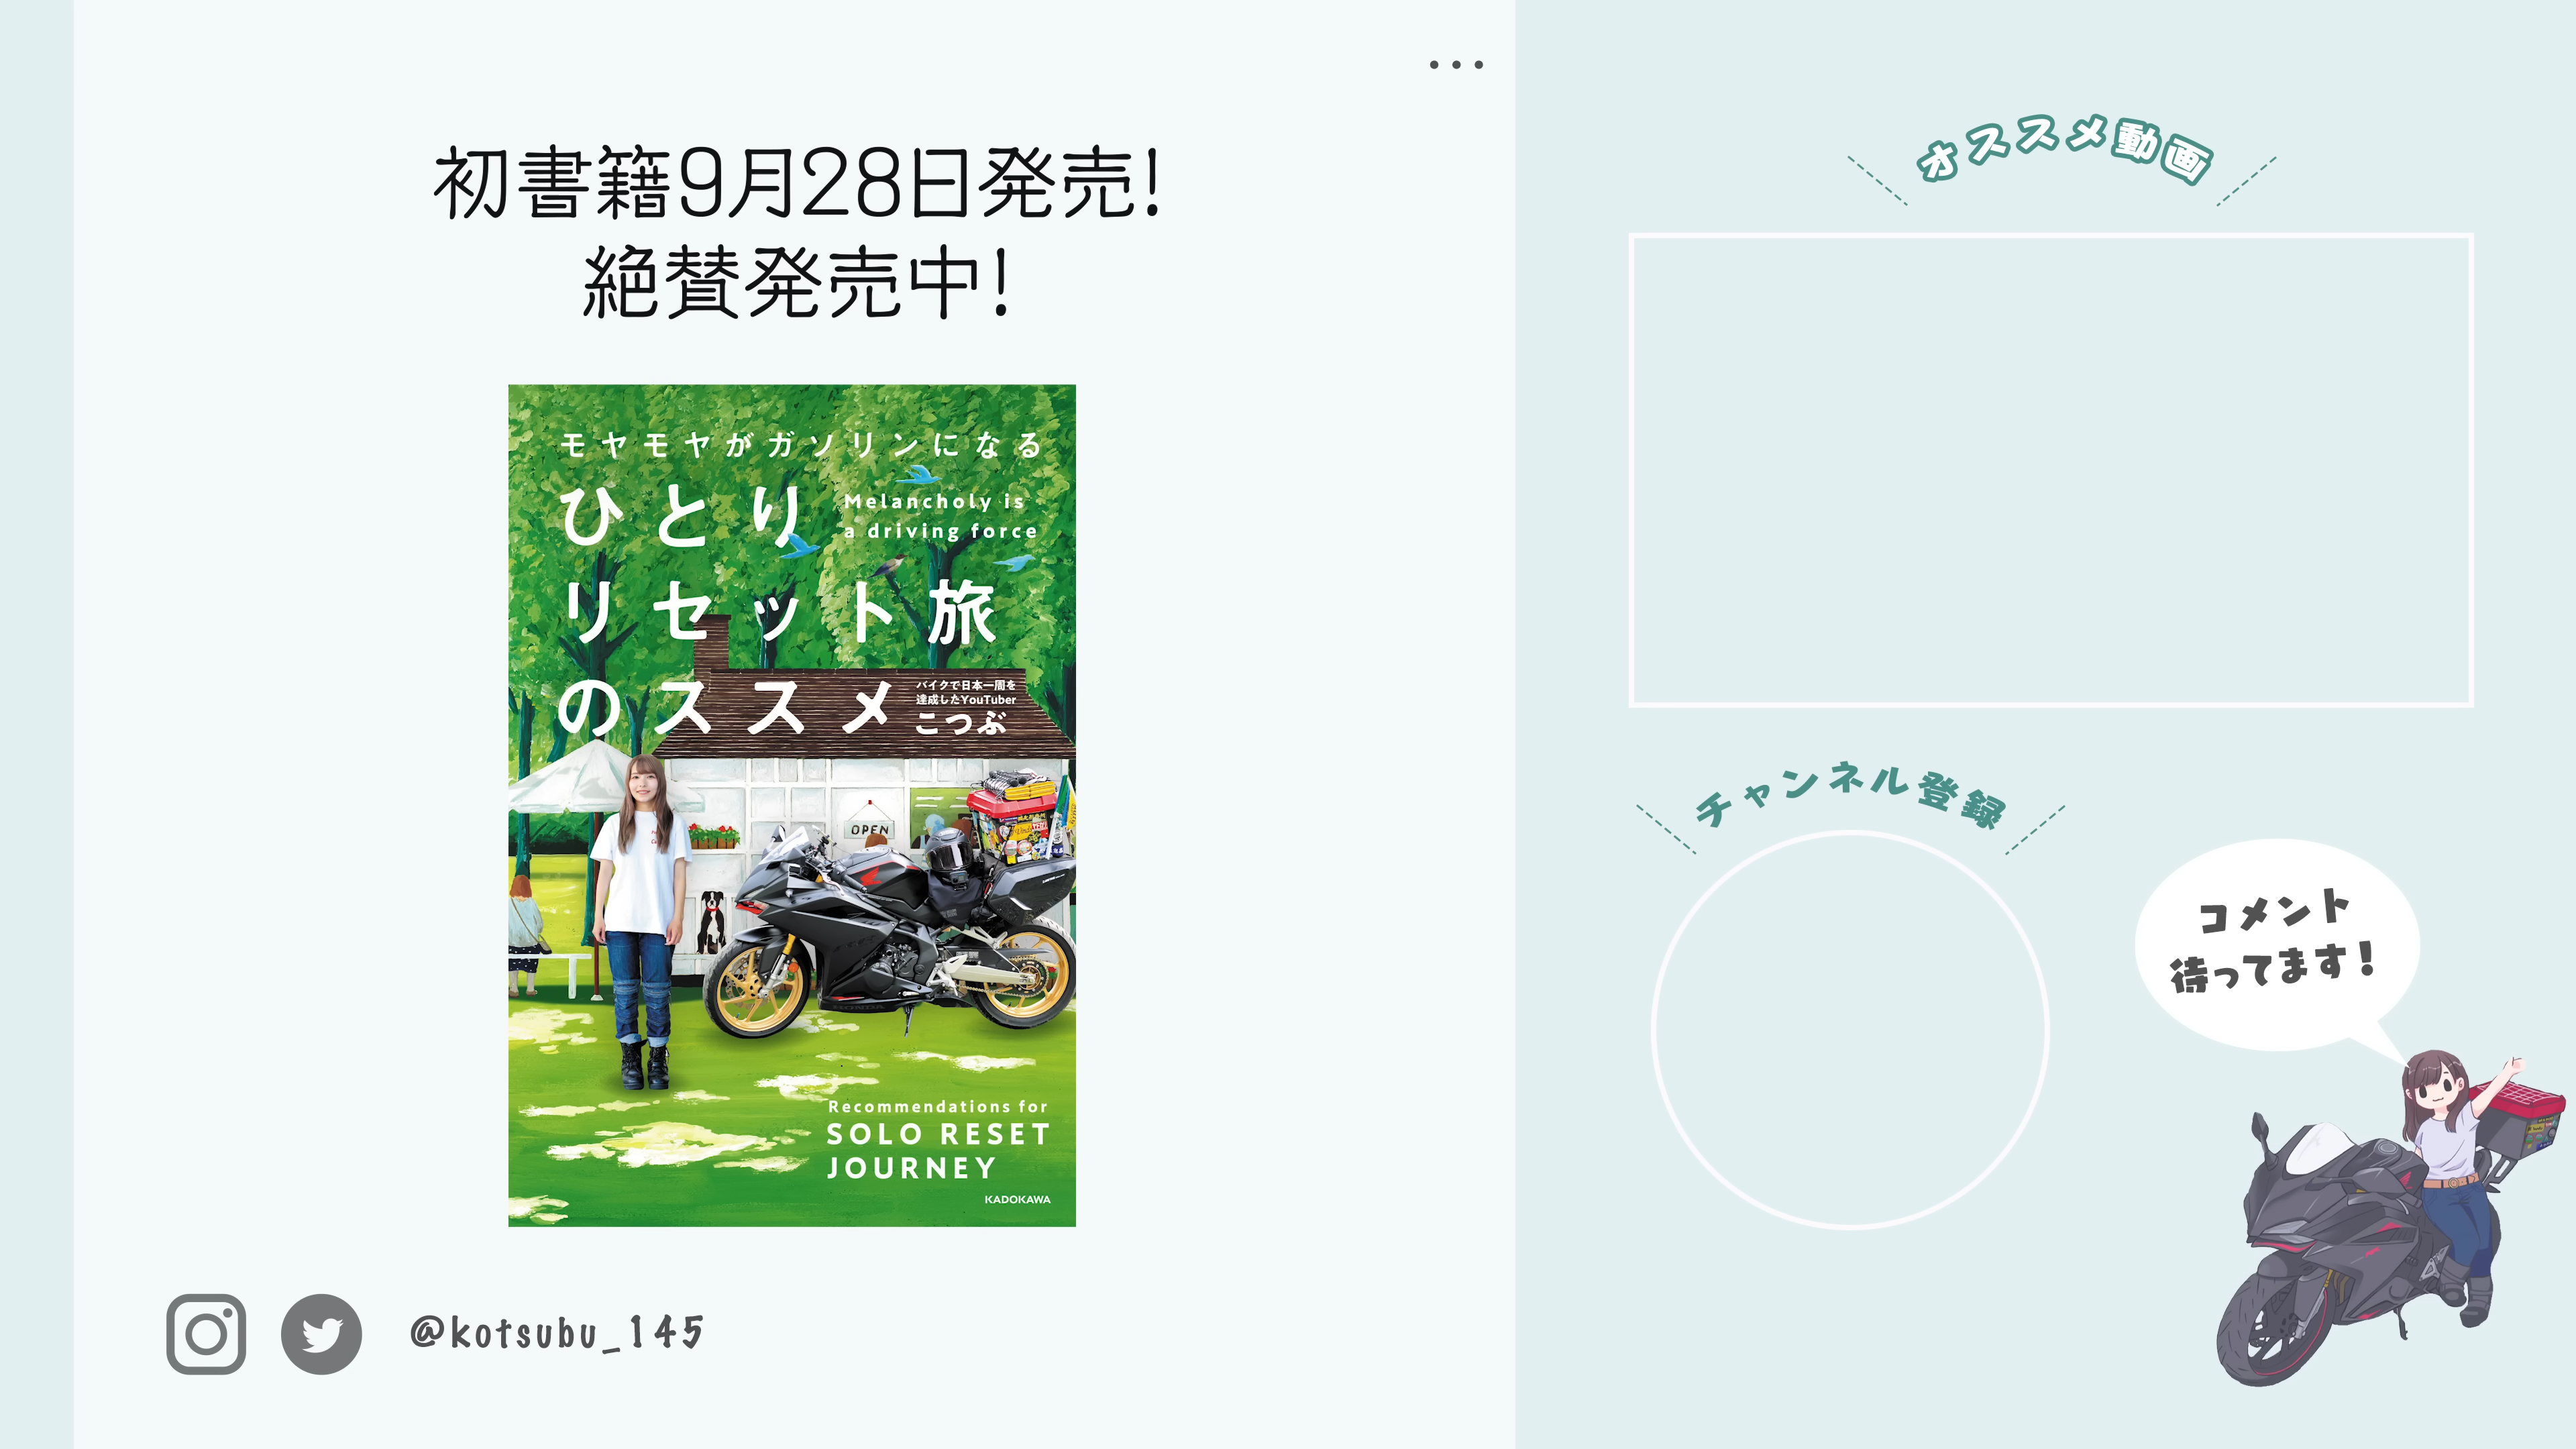 初書籍9月28日発売!
絶賛発売中!
モヤモヤがガソリンになる
ひとり
Melancholy is
a driving force
リセット旅
のススメ
バイクで日本一周を
達成したYouTuber
こつぶ
OPEN
HONDA
Recommendations for
SOLO RESET
JOURNEY
KADOKAWA
@kotsubu_145
オススメ動画
チャンネル登録
コメント
待ってます!